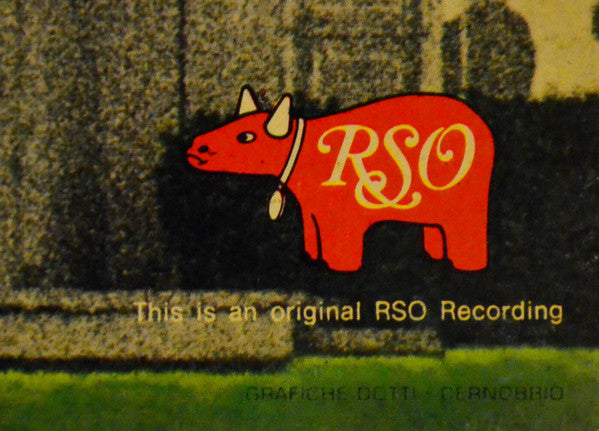 RSO
This is an original RSO Recording
GRAFICHE DOTTI - CERNOBBIO